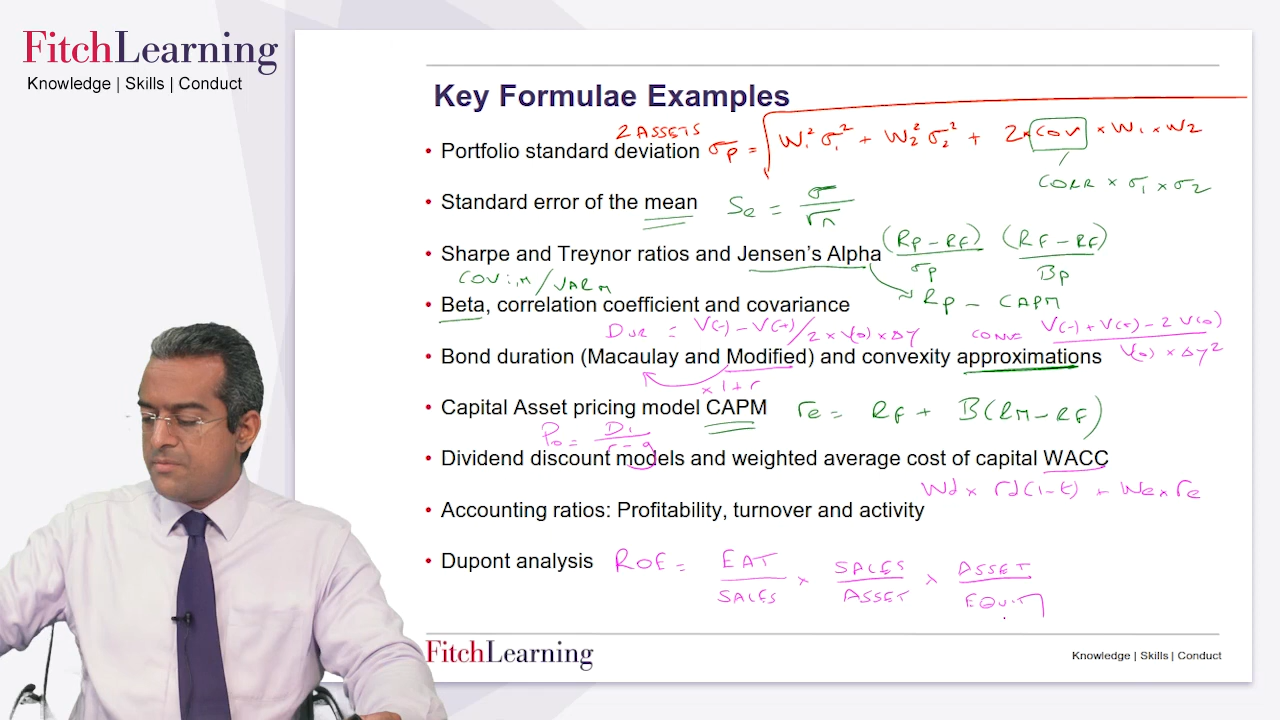 FitchLearning
Knowledge | Skills | Conduct
Key Formulae Examples
2 ASSETS
• Portfolio standard deviation σp = √W₁²σ₁² + W₂²σ₂² + 2×COV × W1 × W2
CORR × σ1 × σ2
• Standard error of the mean Se = σ/√n
• Sharpe and Treynor ratios and Jensen's Alpha (Rp - RF)/σp (RF - RF)/Bp
COV i,M / VAR M
Rp - CAPM
• Beta, correlation coefficient and covariance
DUR = V(-) - V(+) / 2 × V(0) × Δy CONV V(-) + V(+) - 2V(0) / V(0) × Δy²
• Bond duration (Macaulay and Modified) and convexity approximations
× 1+r
• Capital Asset pricing model CAPM re = RF + B(RM - RF)
P0 = D1 / r - g
• Dividend discount models and weighted average cost of capital WACC
Wd × rd(1-t) + We × re
• Accounting ratios: Profitability, turnover and activity
• Dupont analysis ROE = EAT/SALES × SALES/ASSET × ASSET/EQUITY
FitchLearning
Knowledge | Skills | Conduct